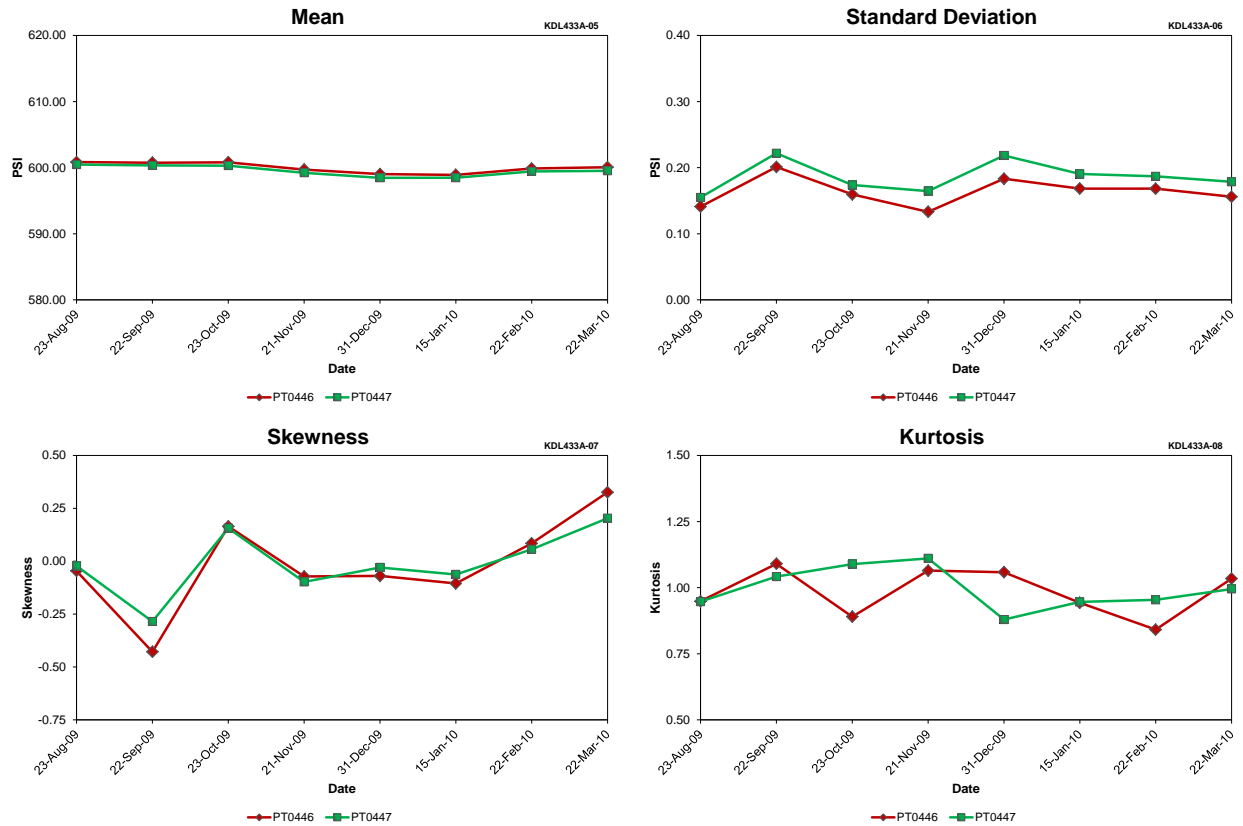 Mean
KDL433A-05
620.00
610.00
600.00
590.00
580.00
PSI
23-Aug-09
22-Sep-09
23-Oct-09
21-Nov-09
31-Dec-09
15-Jan-10
22-Feb-10
22-Mar-10
Date
PT0446 PT0447
Standard Deviation
KDL433A-06
0.40
0.30
0.20
0.10
0.00
PSI
23-Aug-09
22-Sep-09
23-Oct-09
21-Nov-09
31-Dec-09
15-Jan-10
22-Feb-10
22-Mar-10
Date
PT0446 PT0447
Skewness
KDL433A-07
0.50
0.25
0.00
-0.25
-0.50
-0.75
Skewness
23-Aug-09
22-Sep-09
23-Oct-09
21-Nov-09
31-Dec-09
15-Jan-10
22-Feb-10
22-Mar-10
Date
PT0446 PT0447
Kurtosis
KDL433A-08
1.50
1.25
1.00
0.75
0.50
Kurtosis
23-Aug-09
22-Sep-09
23-Oct-09
21-Nov-09
31-Dec-09
15-Jan-10
22-Feb-10
22-Mar-10
Date
PT0446 PT0447